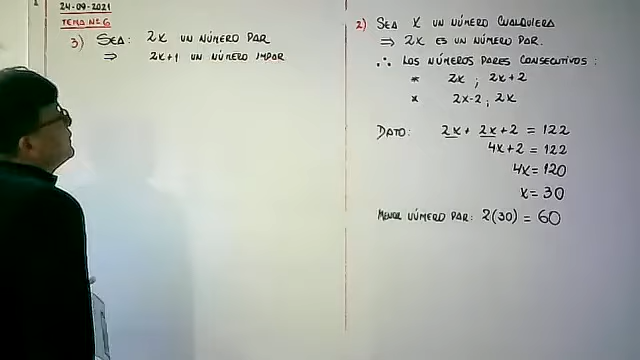 24-09-2021
TEMA Nº 6
3) SEA: 2x UN NÚMERO PAR
⇒ 2x+1 UN NÚMERO IMPAR
2) SEA x UN NÚMERO CUALQUIERA
⇒ 2x ES UN NÚMERO PAR.
∴ LOS NÚMEROS PARES CONSECUTIVOS:
* 2x ; 2x+2
* 2x-2 ; 2x
DATO: 2x + 2x + 2 = 122
4x + 2 = 122
4x = 120
x = 30
MENOR NÚMERO PAR: 2(30) = 60